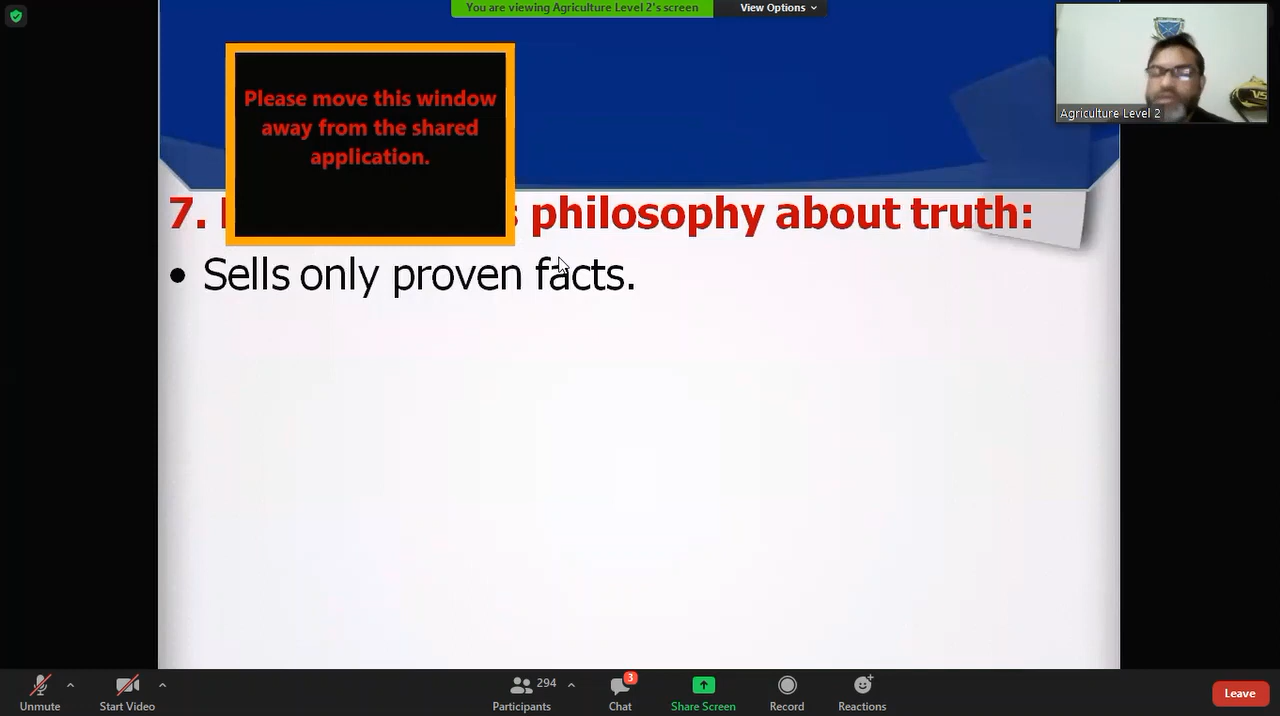 You are viewing Agriculture Level 2's screen
View Options
Please move this window
away from the shared
application.
Agriculture Level 2
7. philosophy about truth:
• Sells only proven facts.
Unmute
Start Video
294
Participants
3
Chat
Share Screen
Record
Reactions
Leave